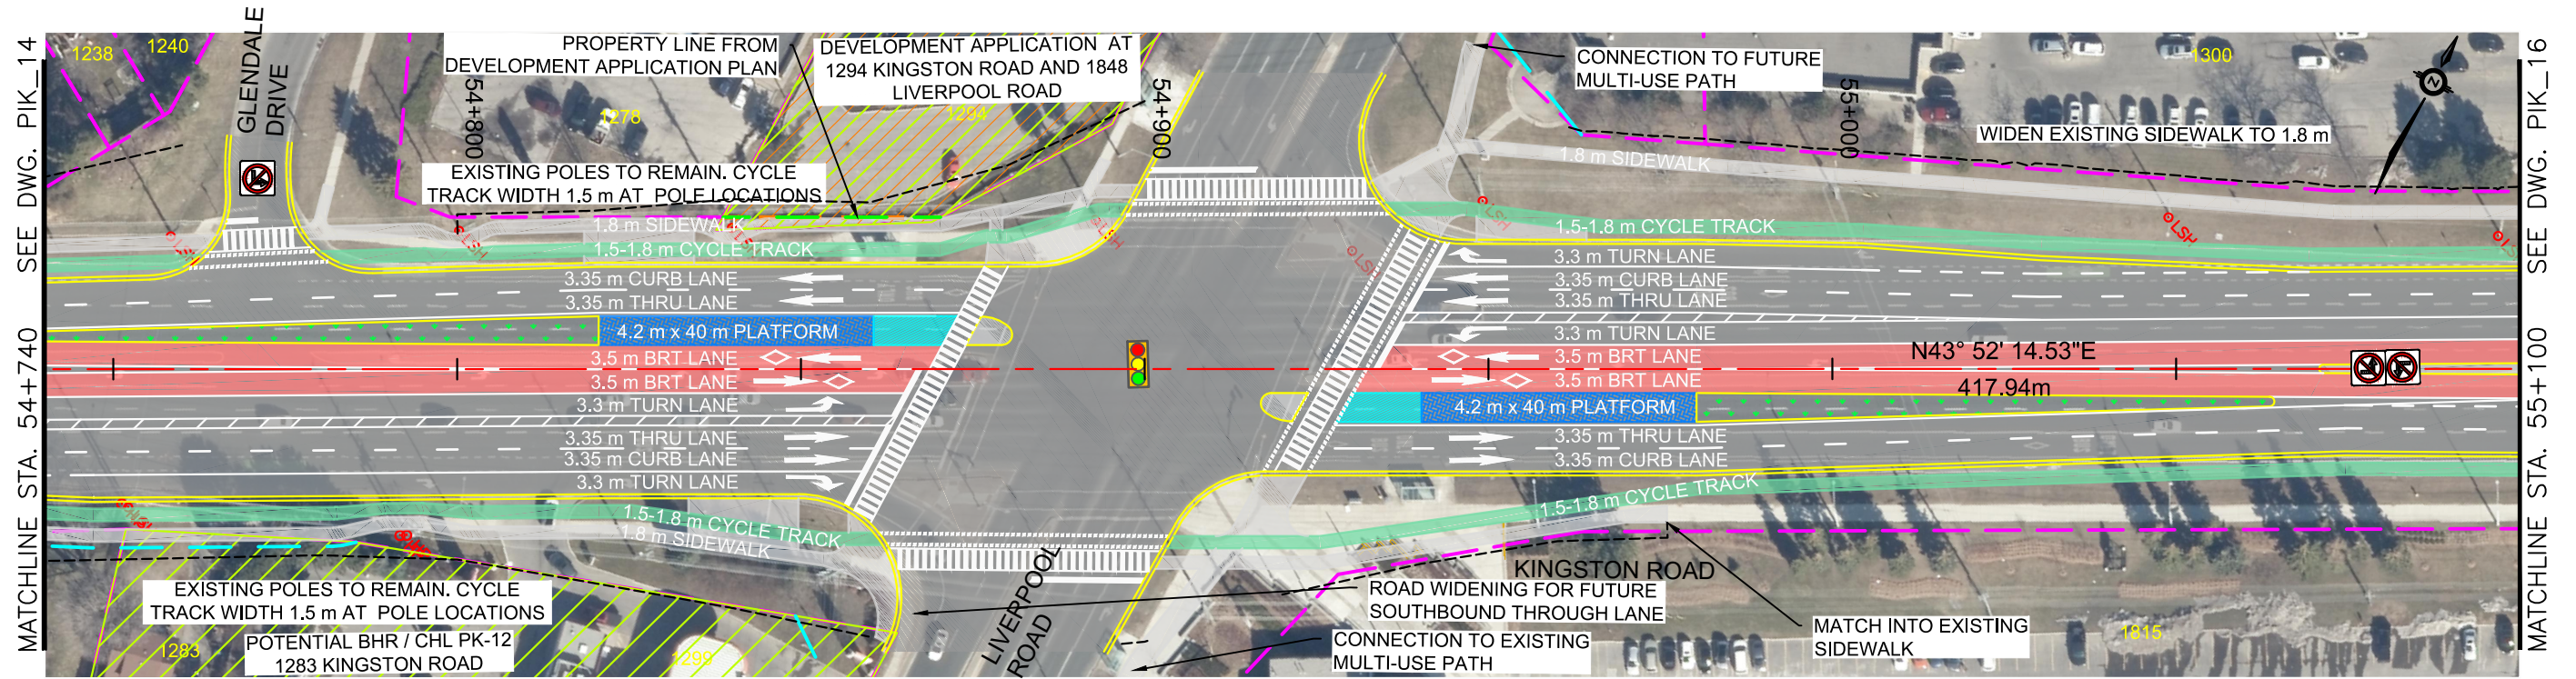 SEE DWG. PIK_14
MATCHLINE STA. 54+740
1238
1240
GLENDALE
DRIVE
54+800
PROPERTY LINE FROM
DEVELOPMENT APPLICATION PLAN
1278
DEVELOPMENT APPLICATION AT
1294 KINGSTON ROAD AND 1848
LIVERPOOL ROAD
1294
54+900
EXISTING POLES TO REMAIN. CYCLE
TRACK WIDTH 1.5 m AT POLE LOCATIONS
CONNECTION TO FUTURE
MULTI-USE PATH
55+000
1300
WIDEN EXISTING SIDEWALK TO 1.8 m
Z
1.8 m SIDEWALK
1.8 m SIDEWALK
1.5-1.8 m CYCLE TRACK
1.5-1.8 m CYCLE TRACK
LSH
LSH
LSH
LSH
LSH
LSH
LSH
3.35 m CURB LANE
3.35 m THRU LANE
4.2 m x 40 m PLATFORM
3.5 m BRT LANE
3.5 m BRT LANE
3.3 m TURN LANE
3.35 m THRU LANE
3.35 m CURB LANE
3.3 m TURN LANE
3.3 m TURN LANE
3.35 m CURB LANE
3.35 m THRU LANE
3.3 m TURN LANE
3.5 m BRT LANE
3.5 m BRT LANE
4.2 m x 40 m PLATFORM
3.35 m THRU LANE
3.35 m CURB LANE
N43° 52' 14.53"E
417.94m
1.5-1.8 m CYCLE TRACK
1.8 m SIDEWALK
1.5-1.8 m CYCLE TRACK
EXISTING POLES TO REMAIN. CYCLE
TRACK WIDTH 1.5 m AT POLE LOCATIONS
POTENTIAL BHR / CHL PK-12
1283 KINGSTON ROAD
1283
1299
LIVERPOOL
ROAD
KINGSTON ROAD
ROAD WIDENING FOR FUTURE
SOUTHBOUND THROUGH LANE
CONNECTION TO EXISTING
MULTI-USE PATH
MATCH INTO EXISTING
SIDEWALK
1815
SEE DWG. PIK_16
MATCHLINE STA. 55+100